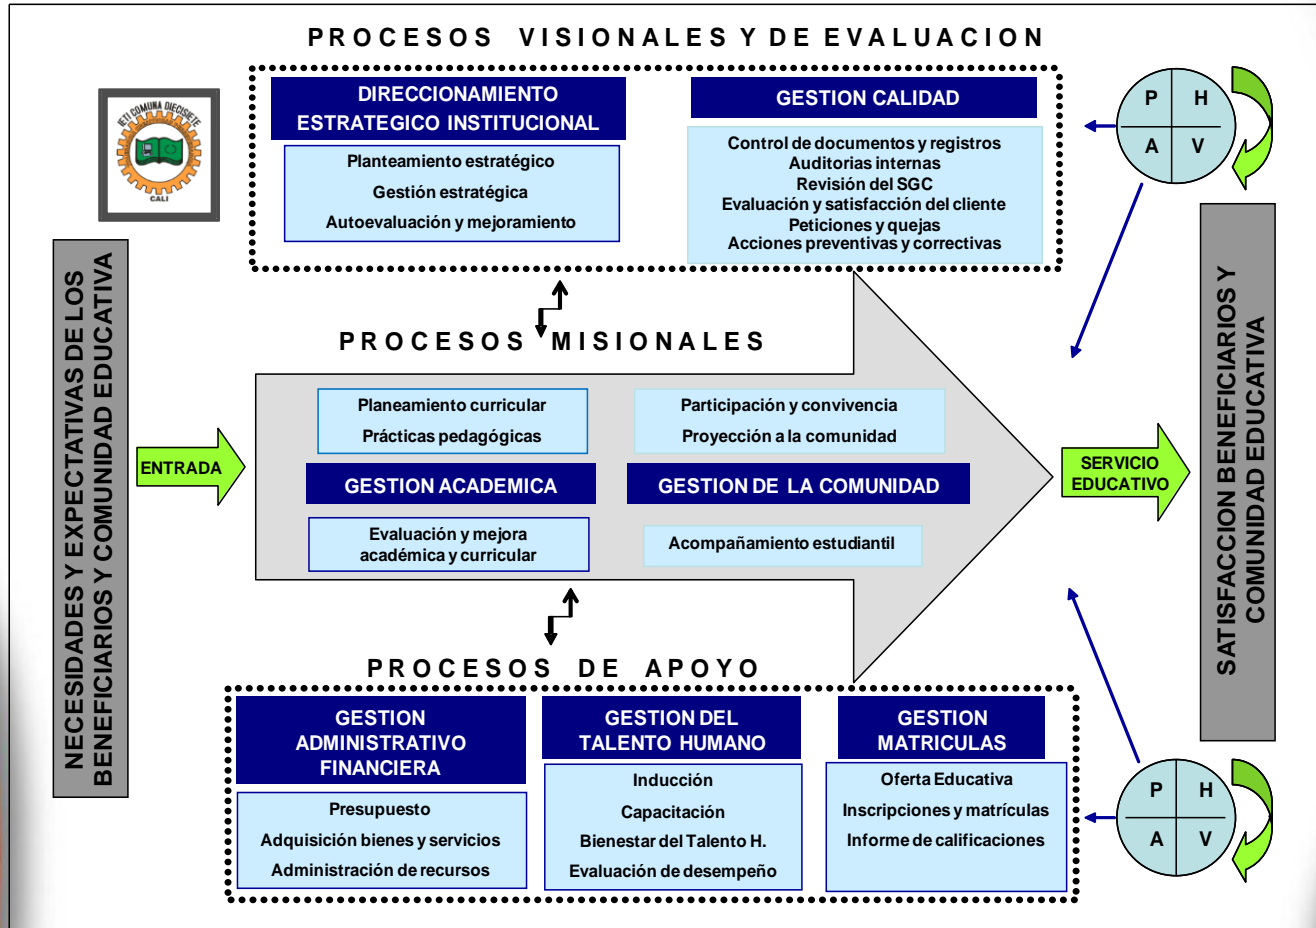 PROCESOS VISIONALES Y DE EVALUACION
IETI COMUNA DIECISIETE
CALI
DIRECCIONAMIENTO
ESTRATEGICO INSTITUCIONAL
Planteamiento estratégico
Gestión estratégica
Autoevaluación y mejoramiento
GESTION CALIDAD
Control de documentos y registros
Auditorias internas
Revisión del SGC
Evaluación y satisfacción del cliente
Peticiones y quejas
Acciones preventivas y correctivas
P H
A V
NECESIDADES Y EXPECTATIVAS DE LOS
BENEFICIARIOS Y COMUNIDAD EDUCATIVA
ENTRADA
PROCESOS MISIONALES
Planeamiento curricular
Prácticas pedagógicas
GESTION ACADEMICA
Evaluación y mejora
académica y curricular
Participación y convivencia
Proyección a la comunidad
GESTION DE LA COMUNIDAD
Acompañamiento estudiantil
SERVICIO
EDUCATIVO
SATISFACCION BENEFICIARIOS Y
COMUNIDAD EDUCATIVA
PROCESOS DE APOYO
GESTION
ADMINISTRATIVO
FINANCIERA
Presupuesto
Adquisición bienes y servicios
Administración de recursos
GESTION DEL
TALENTO HUMANO
Inducción
Capacitación
Bienestar del Talento H.
Evaluación de desempeño
GESTION
MATRICULAS
Oferta Educativa
Inscripciones y matrículas
Informe de calificaciones
P H
A V